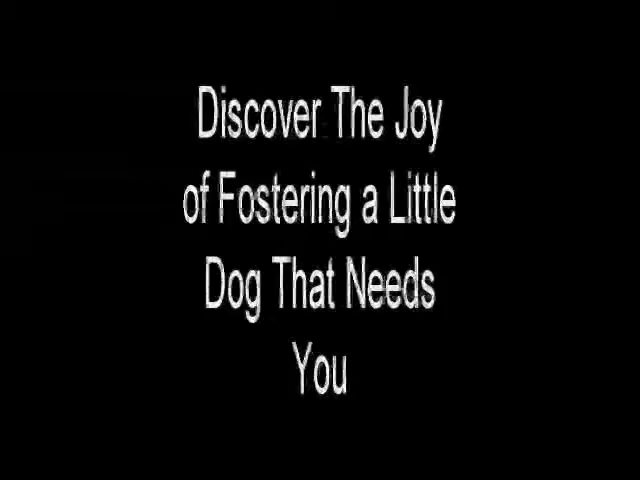 Discover The Joy
of Fostering a Little
Dog That Needs
You